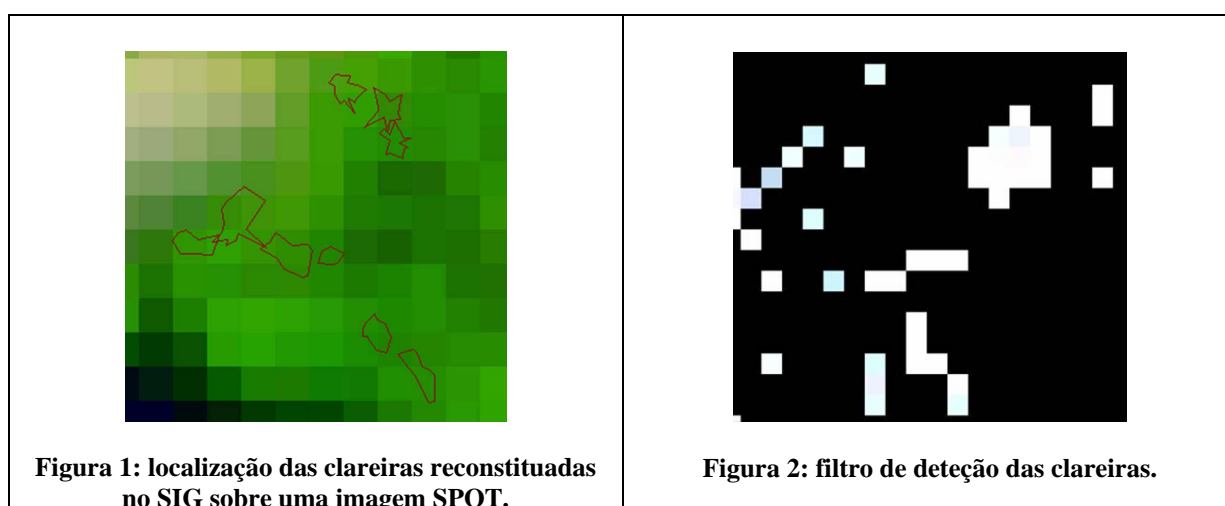 Figura 1: localização das clareiras reconstituadas
no SIG sobre uma imagem SPOT.
Figura 2: filtro de deteção das clareiras.